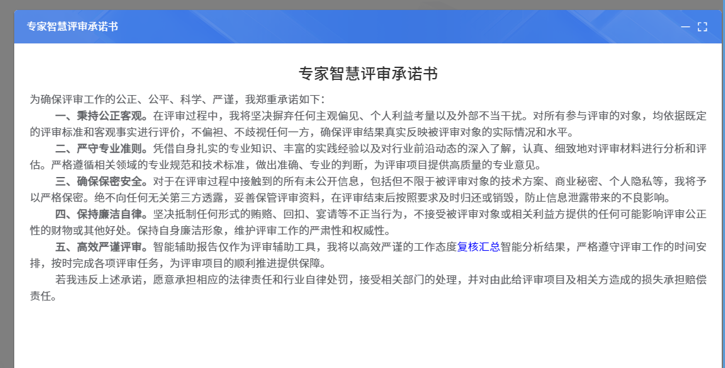 专家智慧评审承诺书
专家智慧评审承诺书
为确保评审工作的公正、公平、科学、严谨，我郑重承诺如下：
一、秉持公正客观。在评审过程中，我将坚决摒弃任何主观偏见、个人利益考量以及外部不当干扰。对所有参与评审的对象，均依据既定
的评审标准和客观事实进行评价，不偏袒、不歧视任何一方，确保评审结果真实反映被评审对象的实际情况和水平。
二、严守专业准则。凭借自身扎实的专业知识、丰富的实践经验以及对行业前沿动态的深入了解，认真、细致地对评审材料进行分析和评
估。严格遵循相关领域的专业规范和技术标准，做出准确、专业的判断，为评审项目提供高质量的专业意见。
三、确保保密安全。对于在评审过程中接触到的所有未公开信息，包括但不限于被评审对象的技术方案、商业秘密、个人隐私等，我将予
以严格保密。绝不向任何无关第三方透露，妥善保管评审资料，在评审结束后按照要求及时归还或销毁，防止信息泄露带来的不良影响。
四、保持廉洁自律。坚决抵制任何形式的贿赂、回扣、宴请等不正当行为，不接受被评审对象或相关利益方提供的任何可能影响评审公正
性的财物或其他好处。保持自身廉洁形象，维护评审工作的严肃性和权威性。
五、高效严谨评审。智能辅助报告仅作为评审辅助工具，我将以高效严谨的工作态度复核汇总智能分析结果，严格遵守评审工作的时间安
排，按时完成各项评审任务，为评审项目的顺利推进提供保障。
若我违反上述承诺，愿意承担相应的法律责任和行业自律处罚，接受相关部门的处理，并对由此给评审项目及相关方造成的损失承担赔偿
责任。